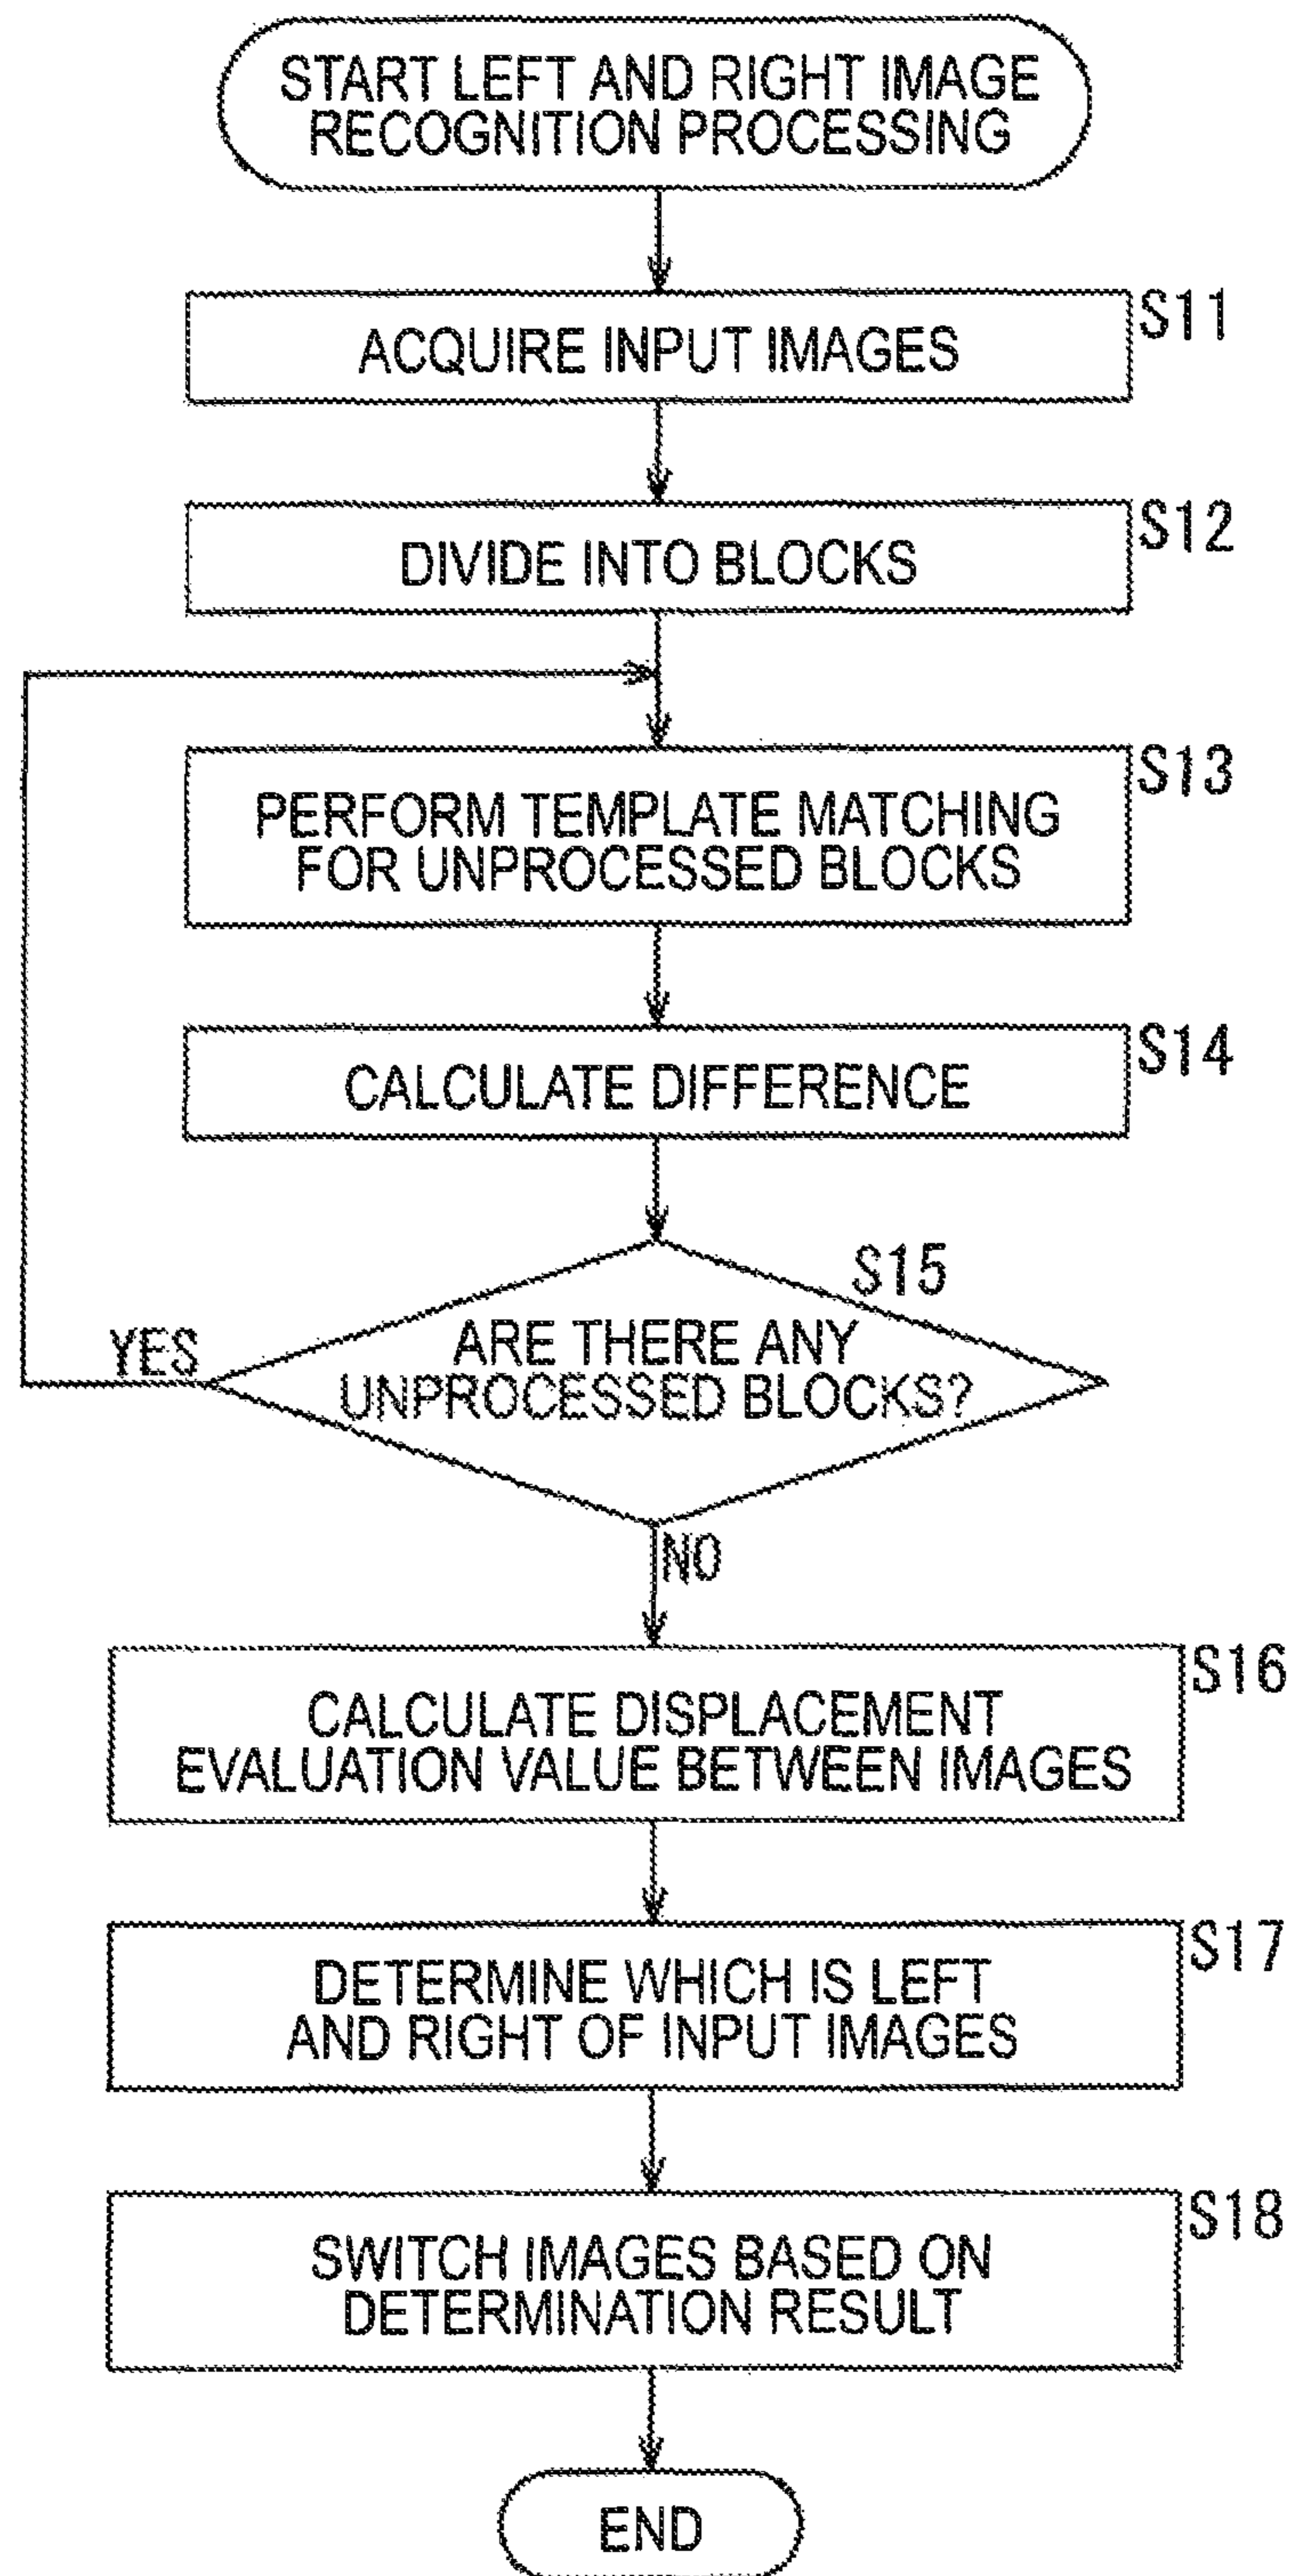 START LEFT AND RIGHT IMAGE
RECOGNITION PROCESSING
S11
ACQUIRE INPUT IMAGES
S12
DIVIDE INTO BLOCKS
S13
PERFORM TEMPLATE MATCHING
FOR UNPROCESSED BLOCKS
S14
CALCULATE DIFFERENCE
S15
ARE THERE ANY
UNPROCESSED BLOCKS?
YES
NO
S16
CALCULATE DISPLACEMENT
EVALUATION VALUE BETWEEN IMAGES
S17
DETERMINE WHICH IS LEFT
AND RIGHT OF INPUT IMAGES
S18
SWITCH IMAGES BASED ON
DETERMINATION RESULT
END